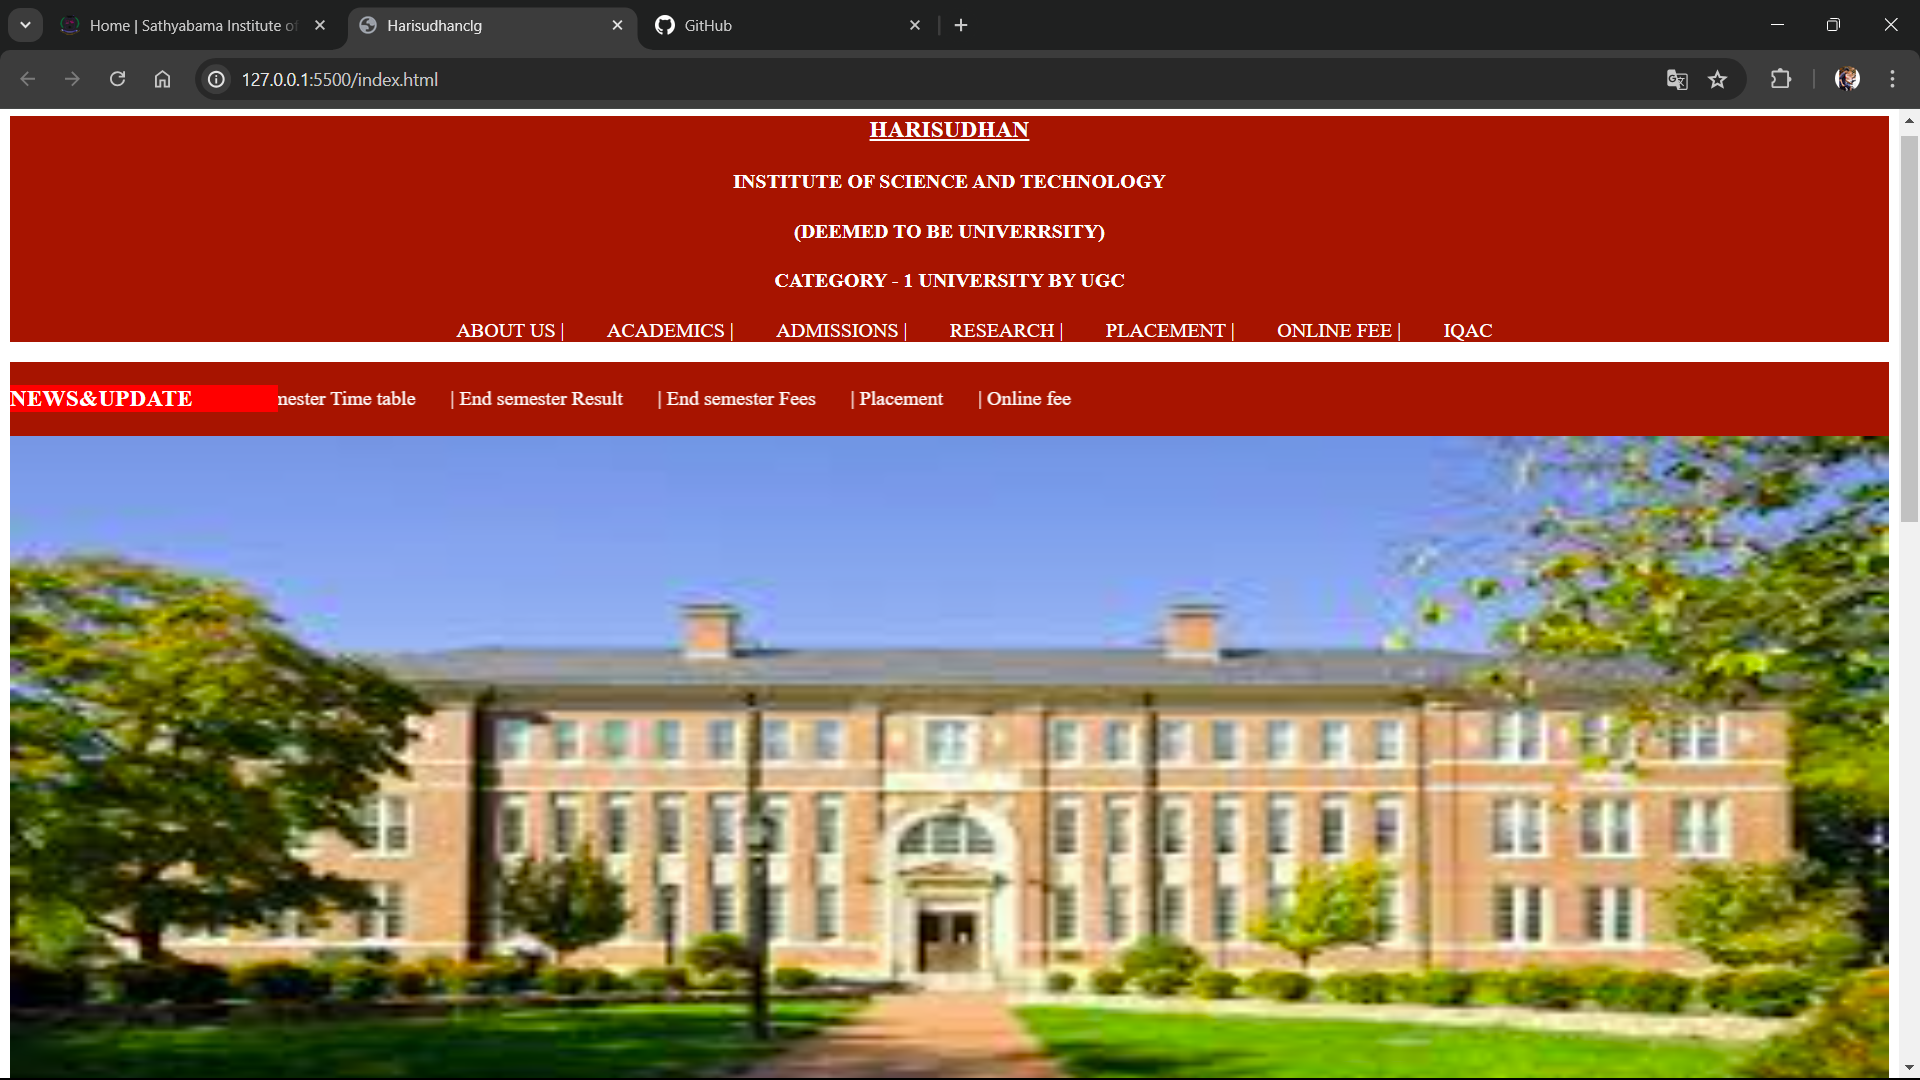 Home | Sathyabama Institute of
Harisudhanclg
GitHub
127.0.0.1:5500/index.html
HARISUDHAN
INSTITUTE OF SCIENCE AND TECHNOLOGY
(DEEMED TO BE UNIVERRSITY)
CATEGORY - 1 UNIVERSITY BY UGC
ABOUT US | ACADEMICS | ADMISSIONS | RESEARCH | PLACEMENT | ONLINE FEE | IQAC
NEWS&UPDATE mester Time table | End semester Result | End semester Fees | Placement | Online fee